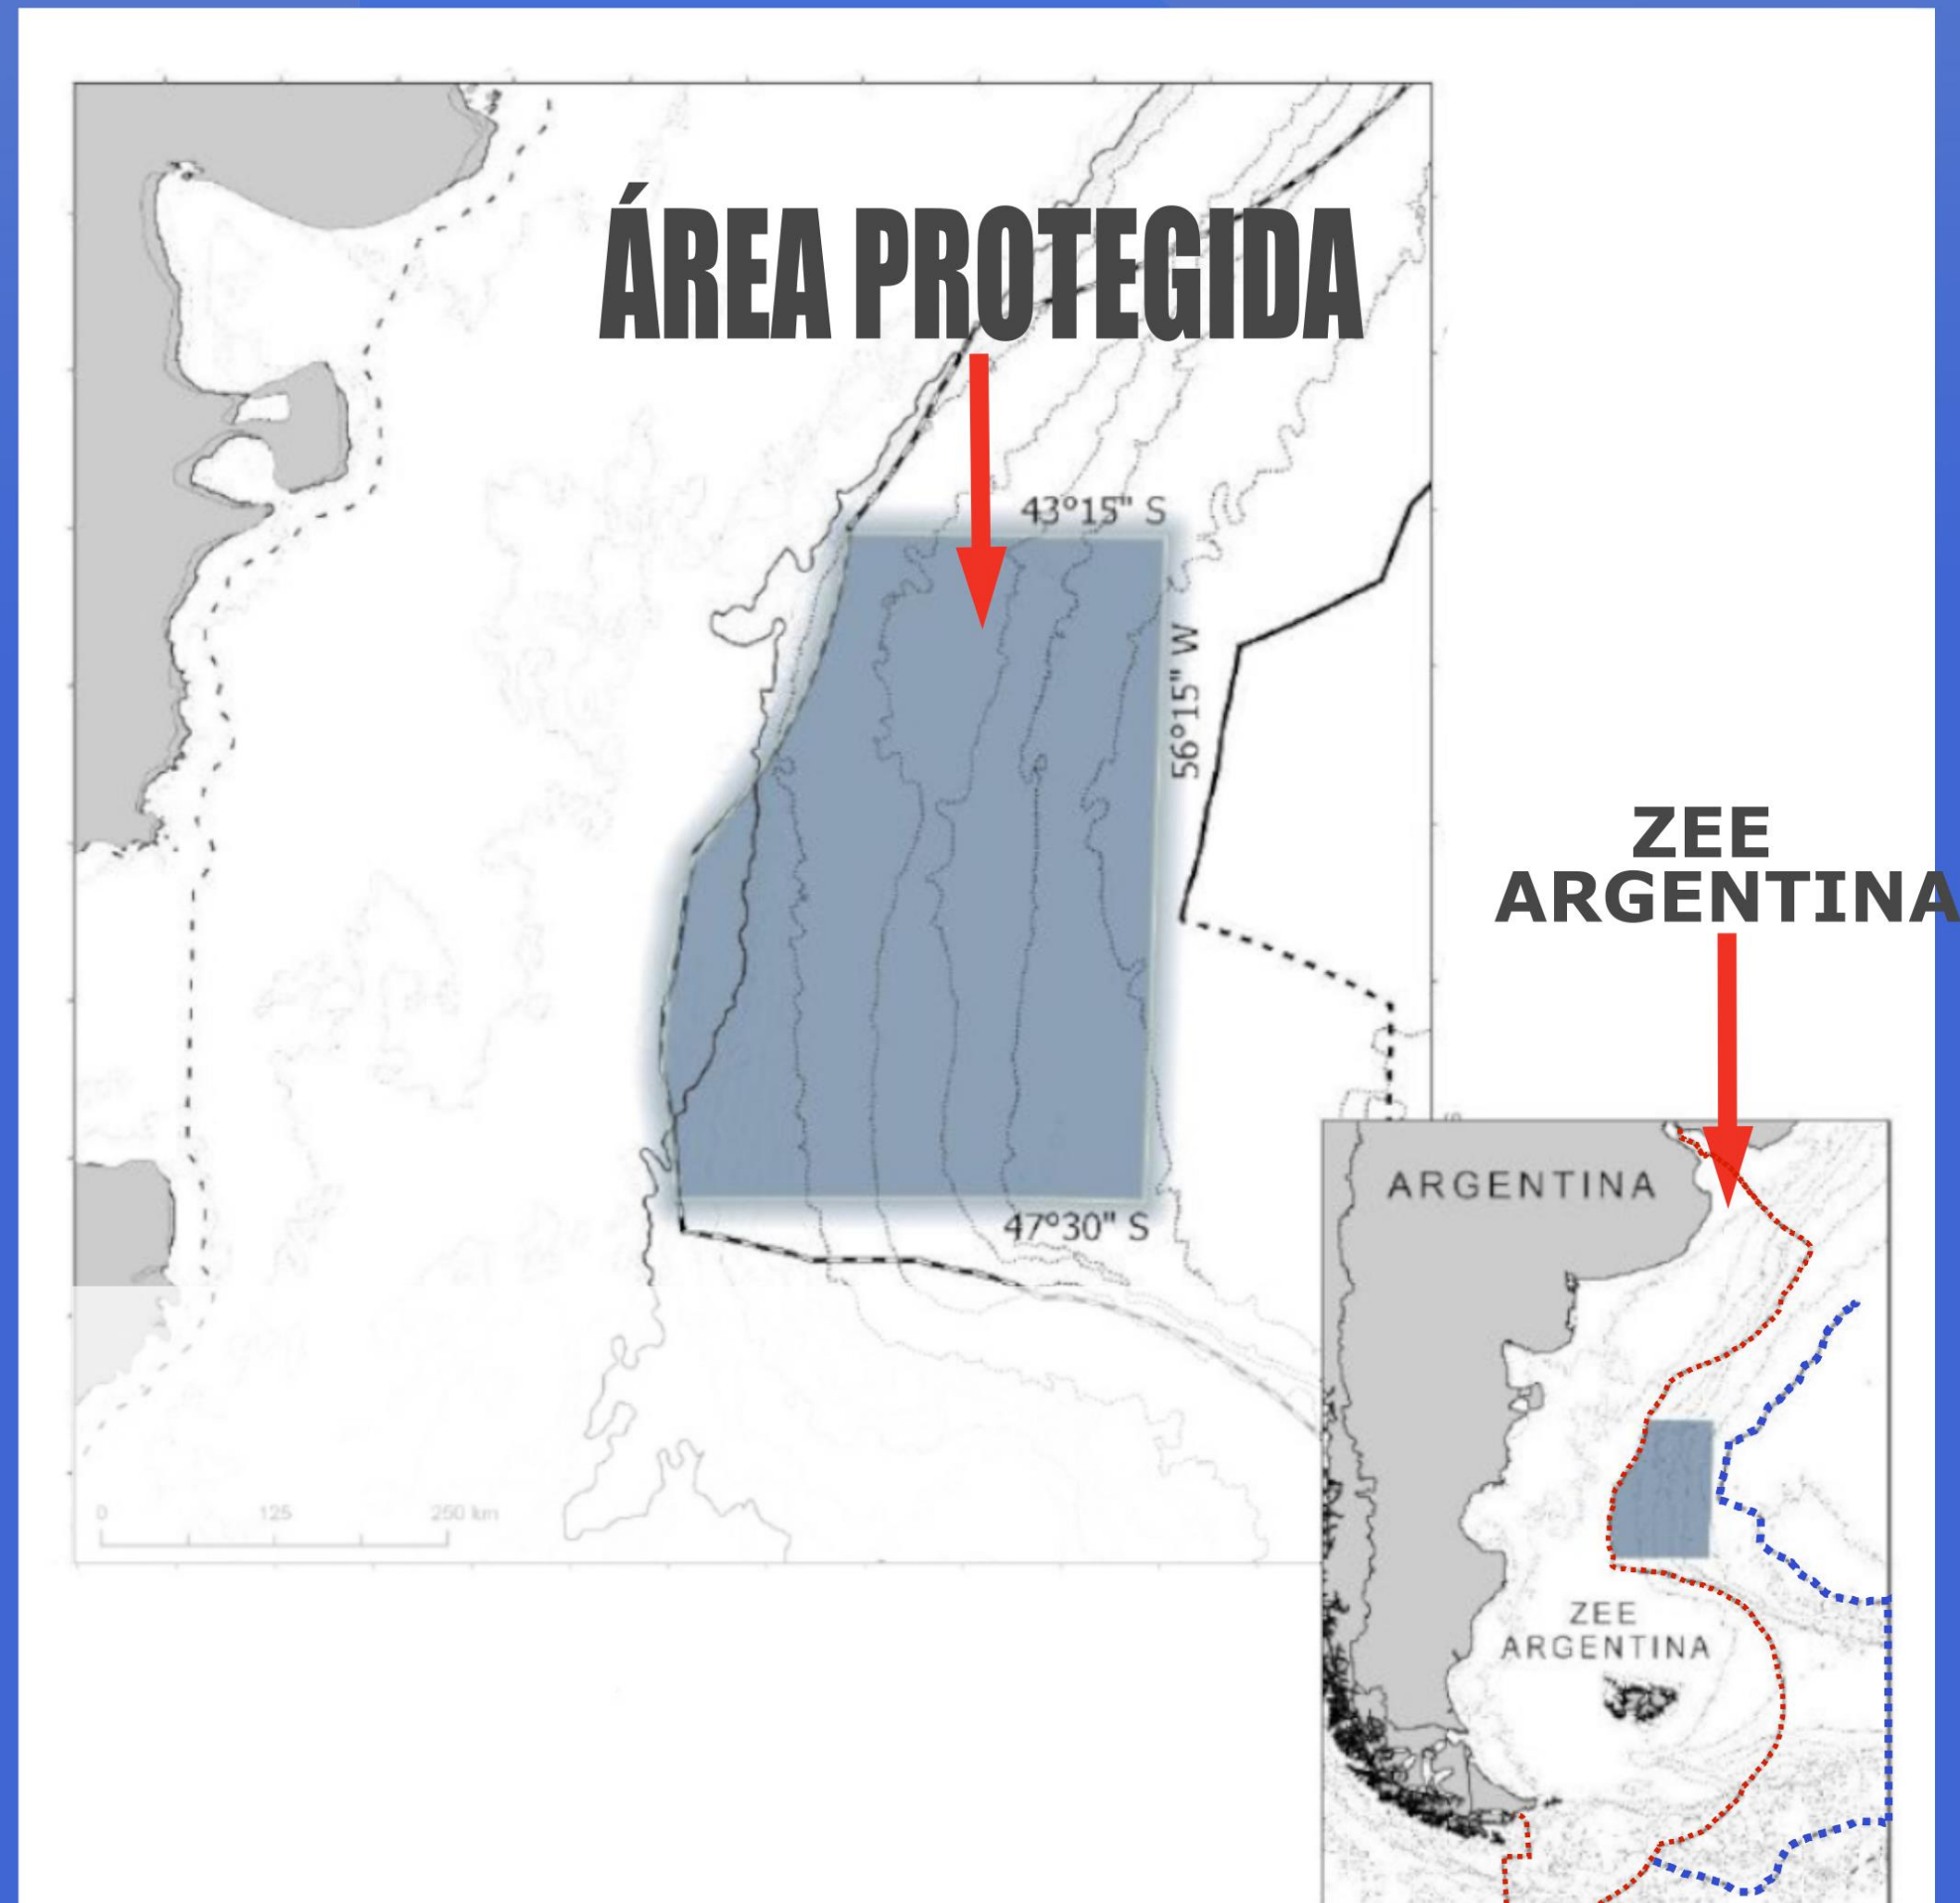 ÁREA PROTEGIDA
43°15" S
56°15" W
47°30" S
0 125 250 km
ZEE
ARGENTINA
ARGENTINA
ZEE
ARGENTINA